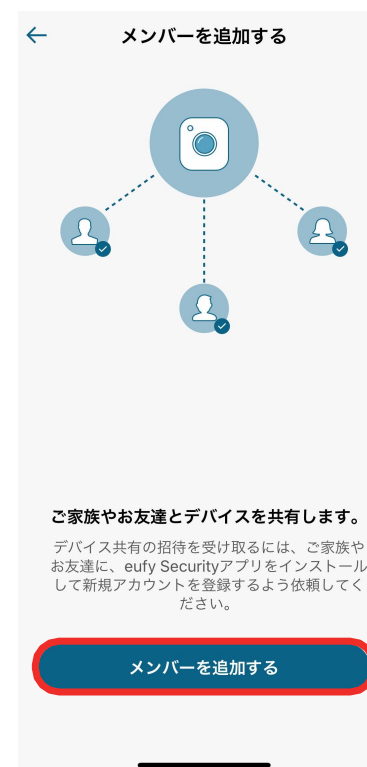 メンバーを追加する
ご家族やお友達とデバイスを共有します。
デバイス共有の招待を受け取るには、ご家族や
お友達に、eufy Securityアプリをインストール
して新規アカウントを登録するよう依頼してく
ださい。
メンバーを追加する